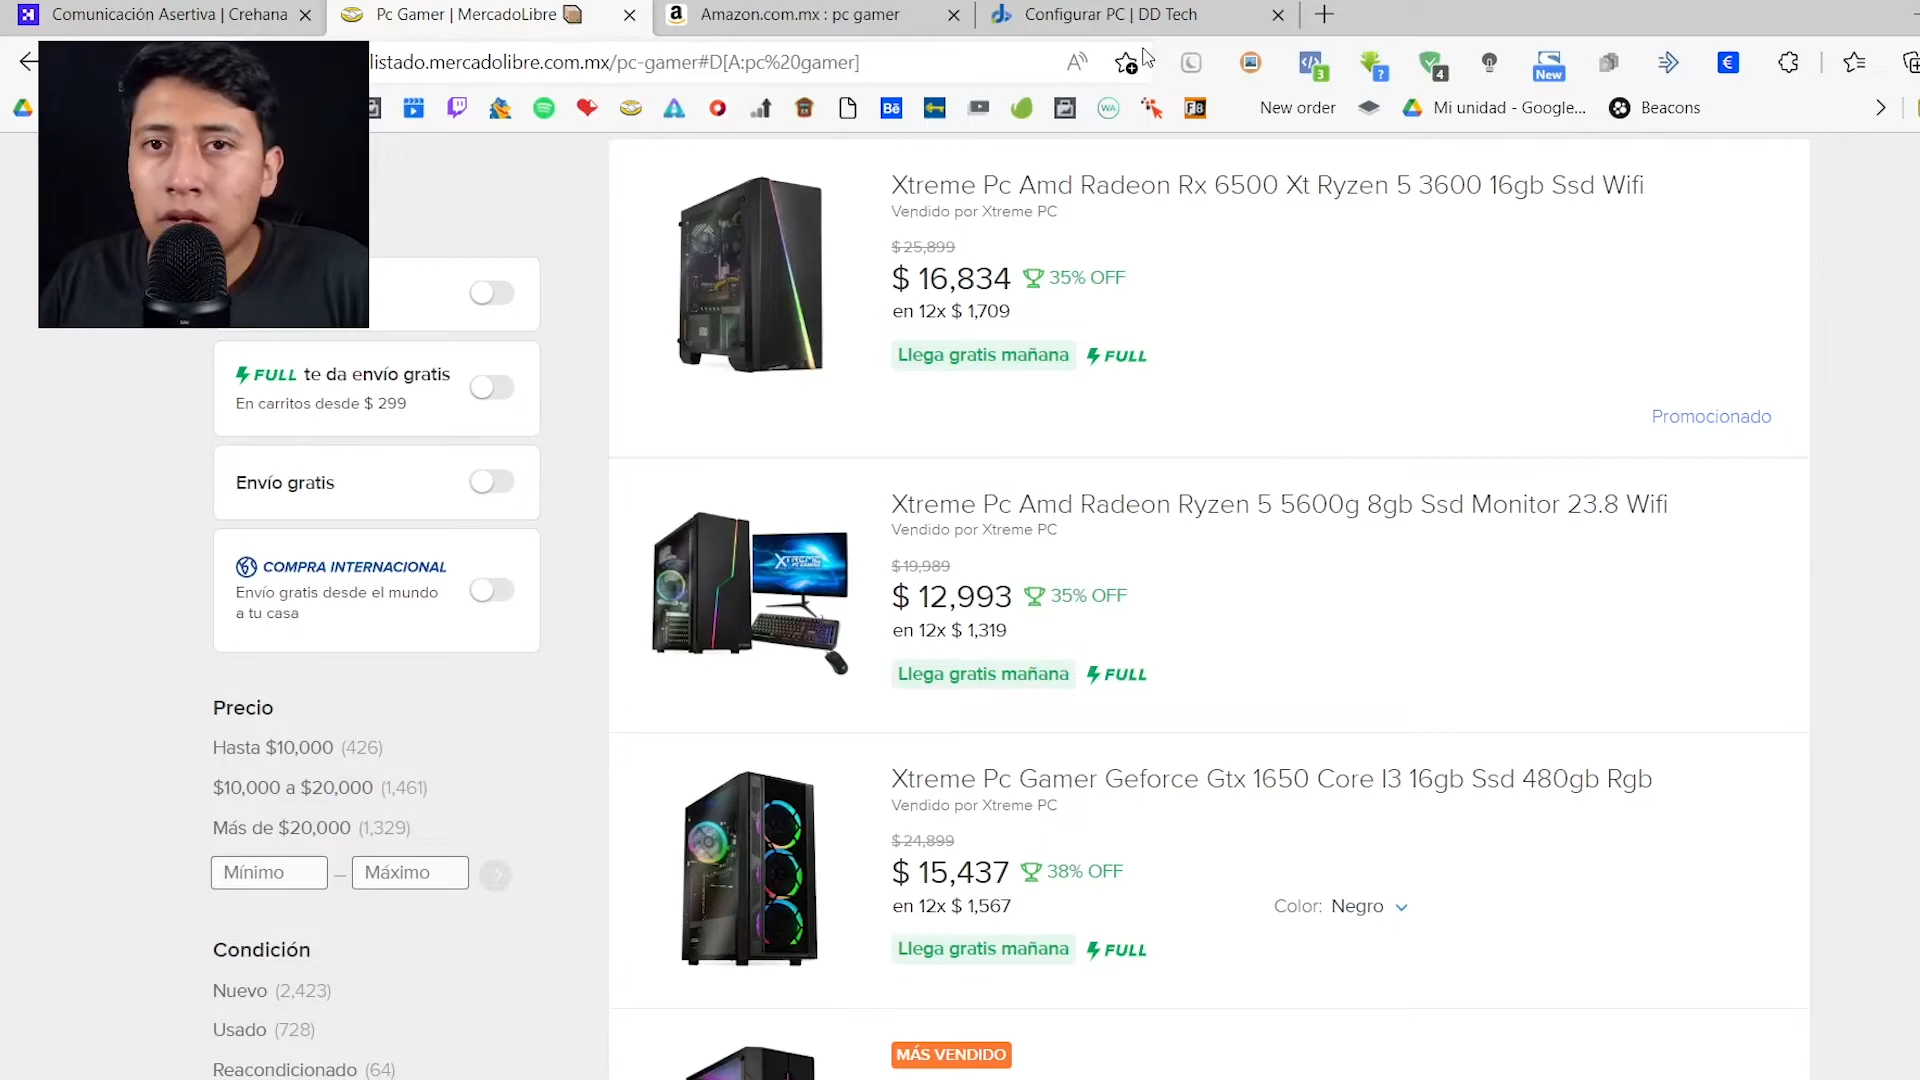 Comunicación Asertiva | Crehana
Pc Gamer | MercadoLibre
Amazon.com.mx : pc gamer
Configurar PC | DD Tech
listado.mercadolibre.com.mx/pc-gamer#D[A:pc%20gamer]
3
?
4
New
New order
Mi unidad - Google...
Beacons
FULL te da envío gratis
En carritos desde $ 299
Envío gratis
COMPRA INTERNACIONAL
Envío gratis desde el mundo
a tu casa
Precio
Hasta $10,000 (426)
$10,000 a $20,000 (1,461)
Más de $20,000 (1,329)
Mínimo – Máximo
Condición
Nuevo (2,423)
Usado (728)
Reacondicionado (64)
Xtreme Pc Amd Radeon Rx 6500 Xt Ryzen 5 3600 16gb Ssd Wifi
Vendido por Xtreme PC
$ 25,899
$ 16,834 35% OFF
en 12x $ 1,709
Llega gratis mañana FULL
Promocionado
Xtreme Pc Amd Radeon Ryzen 5 5600g 8gb Ssd Monitor 23.8 Wifi
Vendido por Xtreme PC
$ 19,989
$ 12,993 35% OFF
en 12x $ 1,319
Llega gratis mañana FULL
XTREME
Xtreme Pc Gamer Geforce Gtx 1650 Core I3 16gb Ssd 480gb Rgb
Vendido por Xtreme PC
$ 24,899
$ 15,437 38% OFF
en 12x $ 1,567
Color: Negro
Llega gratis mañana FULL
MÁS VENDIDO